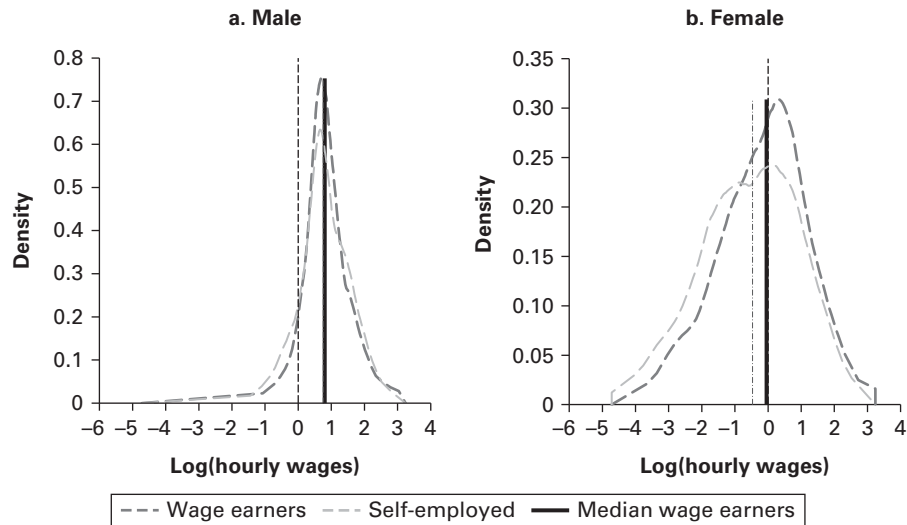 a. Male
0.8
0.7
0.6
0.5
0.4
0.3
0.2
0.1
0
Density
–6 –5 –4 –3 –2 –1 0 1 2 3 4
Log(hourly wages)
b. Female
0.35
0.30
0.25
0.20
0.15
0.10
0.05
0
Density
–6 –5 –4 –3 –2 –1 0 1 2 3 4
Log(hourly wages)
Wage earners Self-employed Median wage earners